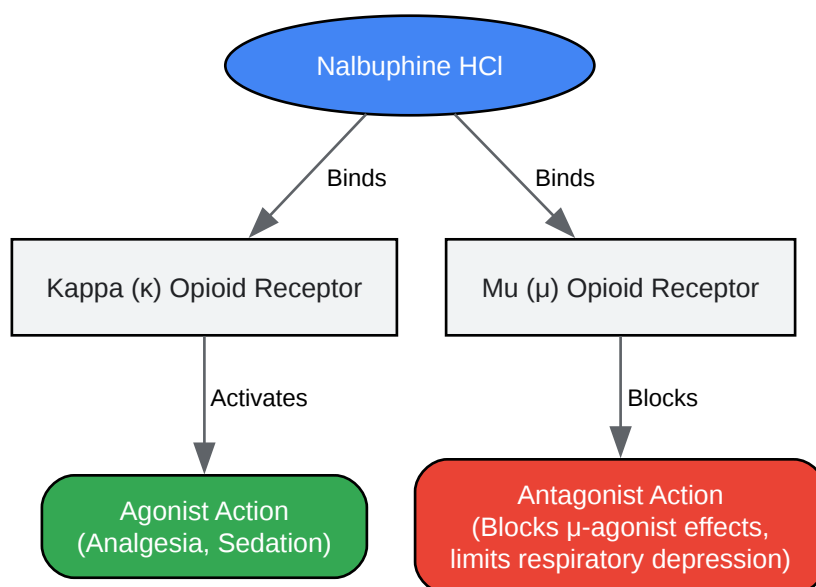 Nalbuphine HCl
Binds
Binds
Kappa (κ) Opioid Receptor
Mu (μ) Opioid Receptor
Activates
Blocks
Agonist Action
(Analgesia, Sedation)
Antagonist Action
(Blocks μ-agonist effects,
limits respiratory depression)